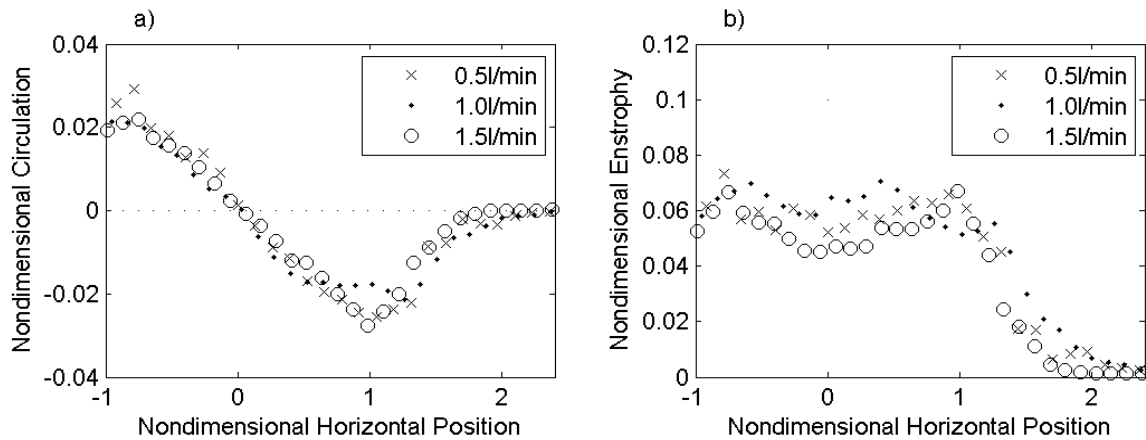 a)
0.04
0.02
0
-0.02
-0.04
Nondimensional Circulation
0.5l/min
1.0l/min
1.5l/min
-1
0
1
2
Nondimensional Horizontal Position
b)
0.12
0.1
0.08
0.06
0.04
0.02
0
Nondimensional Enstrophy
0.5l/min
1.0l/min
1.5l/min
-1
0
1
2
Nondimensional Horizontal Position